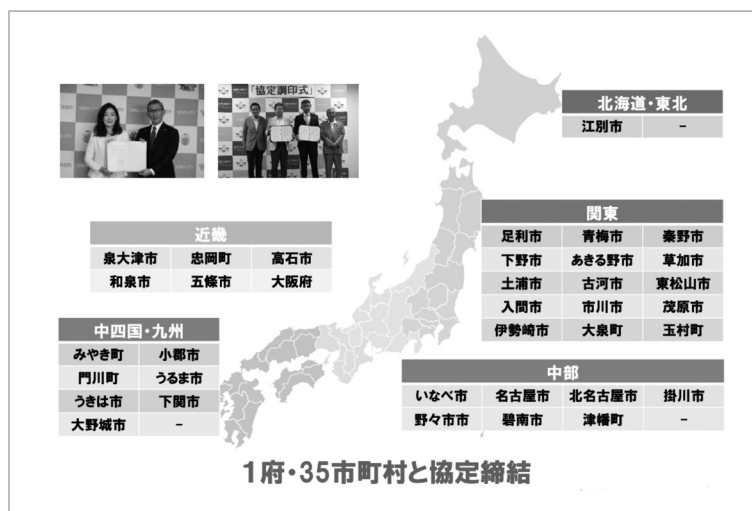 「協定調印式」
北海道・東北
江別市 –
近畿
泉大津市 忠岡町 高石市
和泉市 五條市 大阪府
関東
足利市 青梅市 秦野市
下野市 あきる野市 草加市
土浦市 古河市 東松山市
入間市 市川市 茂原市
伊勢崎市 大泉町 玉村町
中四国・九州
みやき町 小郡市
門川町 うるま市
うきは市 下関市
大野城市 –
中部
いなべ市 名古屋市 北名古屋市 掛川市
野々市市 碧南市 津幡町 –
1府・35市町村と協定締結